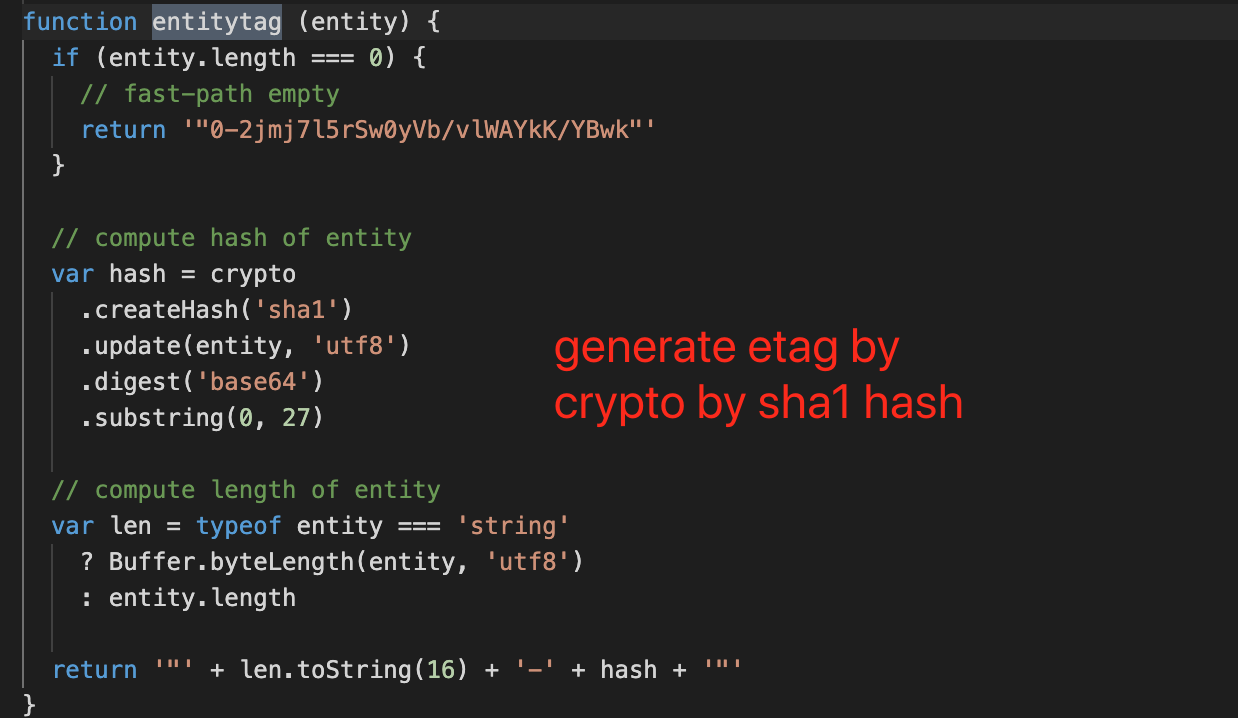 function entitytag (entity) {
if (entity.length === 0) {
// fast-path empty
return '"0-2jmj7l5rSw0yVb/vlWAYkK/YBwk"'
}
// compute hash of entity
var hash = crypto
.createHash('sha1')
.update(entity, 'utf8')
.digest('base64')
.substring(0, 27)
generate etag by
crypto by sha1 hash
// compute length of entity
var len = typeof entity === 'string'
? Buffer.byteLength(entity, 'utf8')
: entity.length
return '"' + len.toString(16) + '-' + hash + '"'
}